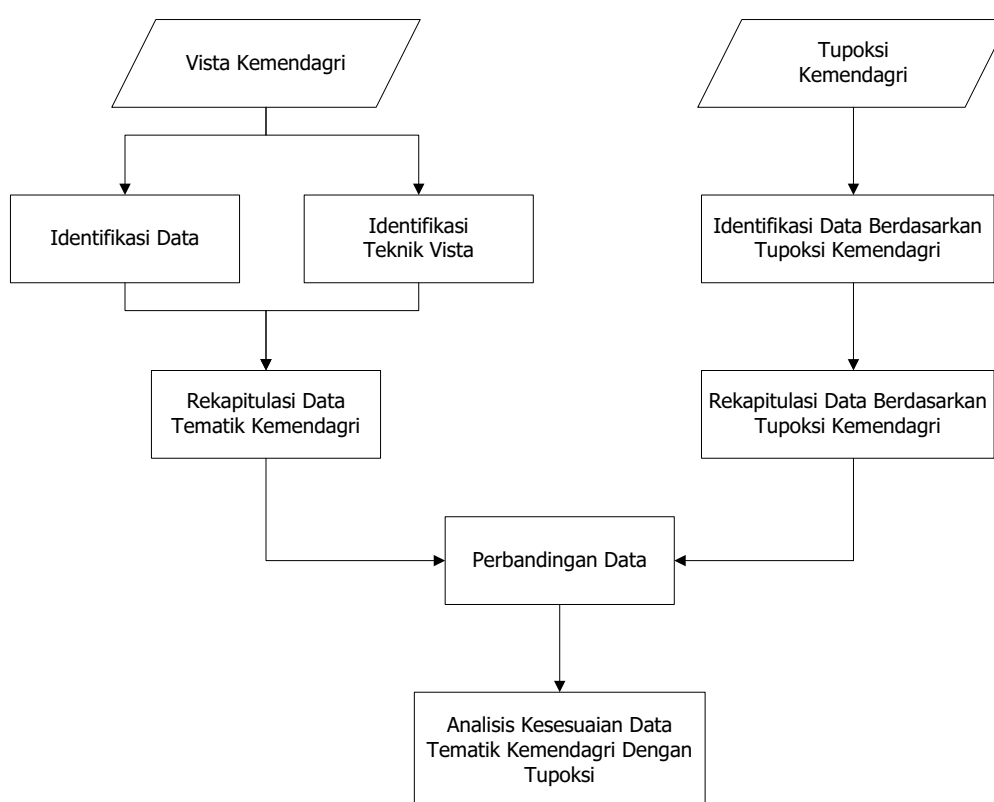 Vista Kemendagri
Tupoksi
Kemendagri
Identifikasi Data
Identifikasi
Teknik Vista
Identifikasi Data Berdasarkan
Tupoksi Kemendagri
Rekapitulasi Data
Tematik Kemendagri
Rekapitulasi Data Berdasarkan
Tupoksi Kemendagri
Perbandingan Data
Analisis Kesesuaian Data
Tematik Kemendagri Dengan
Tupoksi